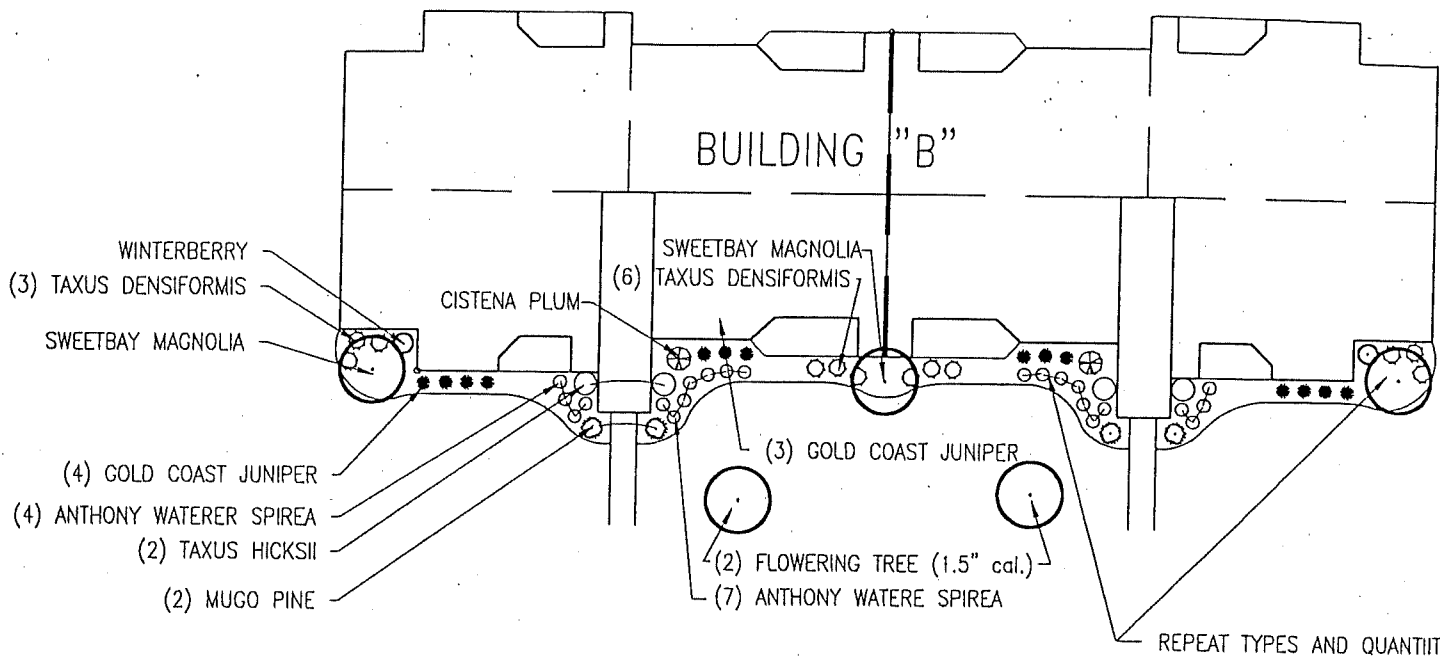 BUILDING "B"
WINTERBERRY
(3) TAXUS DENSIFORMIS
SWEETBAY MAGNOLIA
CISTENA PLUM
SWEETBAY MAGNOLIA
(6) TAXUS DENSIFORMIS
(4) GOLD COAST JUNIPER
(4) ANTHONY WATERER SPIREA
(2) TAXUS HICKSII
(2) MUGO PINE
(3) GOLD COAST JUNIPER
(2) FLOWERING TREE (1.5" cal.)
(7) ANTHONY WATERE SPIREA
REPEAT TYPES AND QUANTIT